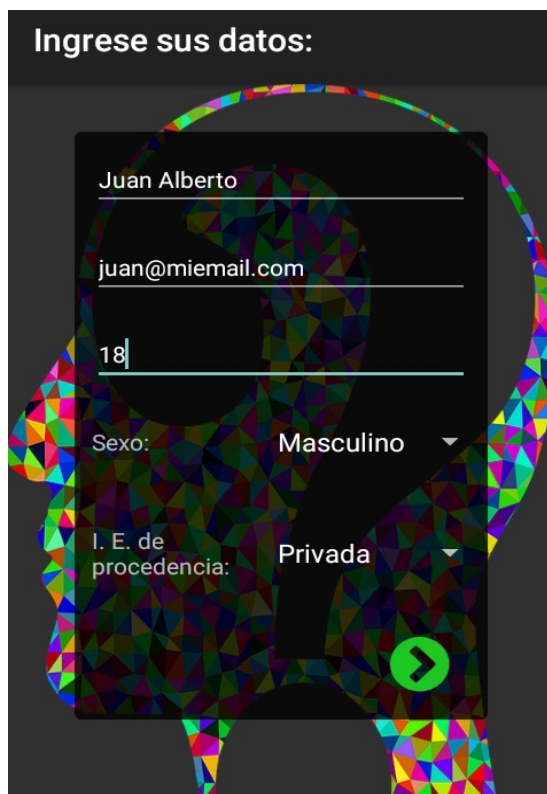 Ingrese sus datos:
Juan Alberto
juan@miemail.com
18
Sexo: Masculino
I. E. de
procedencia: Privada